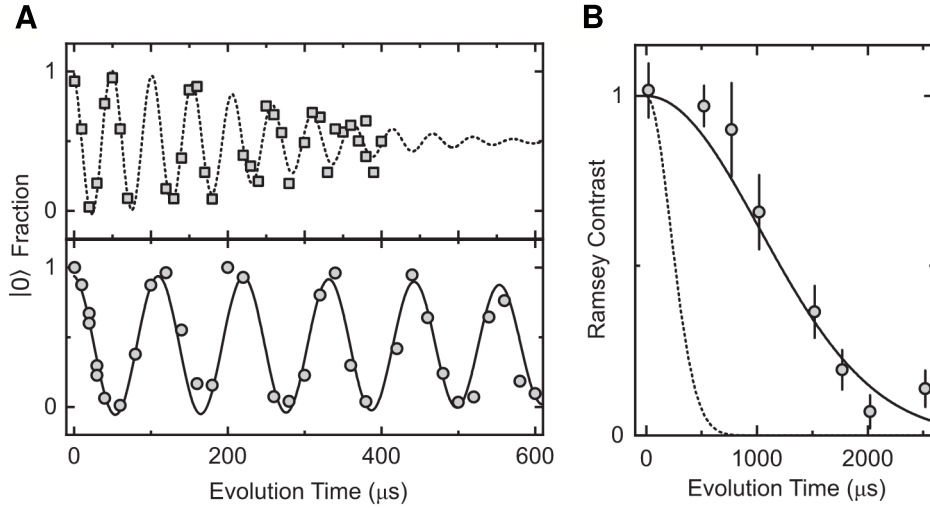 A
B
1
0
1
0
|0⟩ Fraction
0
200
400
600
Evolution Time (μs)
1
0
Ramsey Contrast
0
1000
2000
Evolution Time (μs)